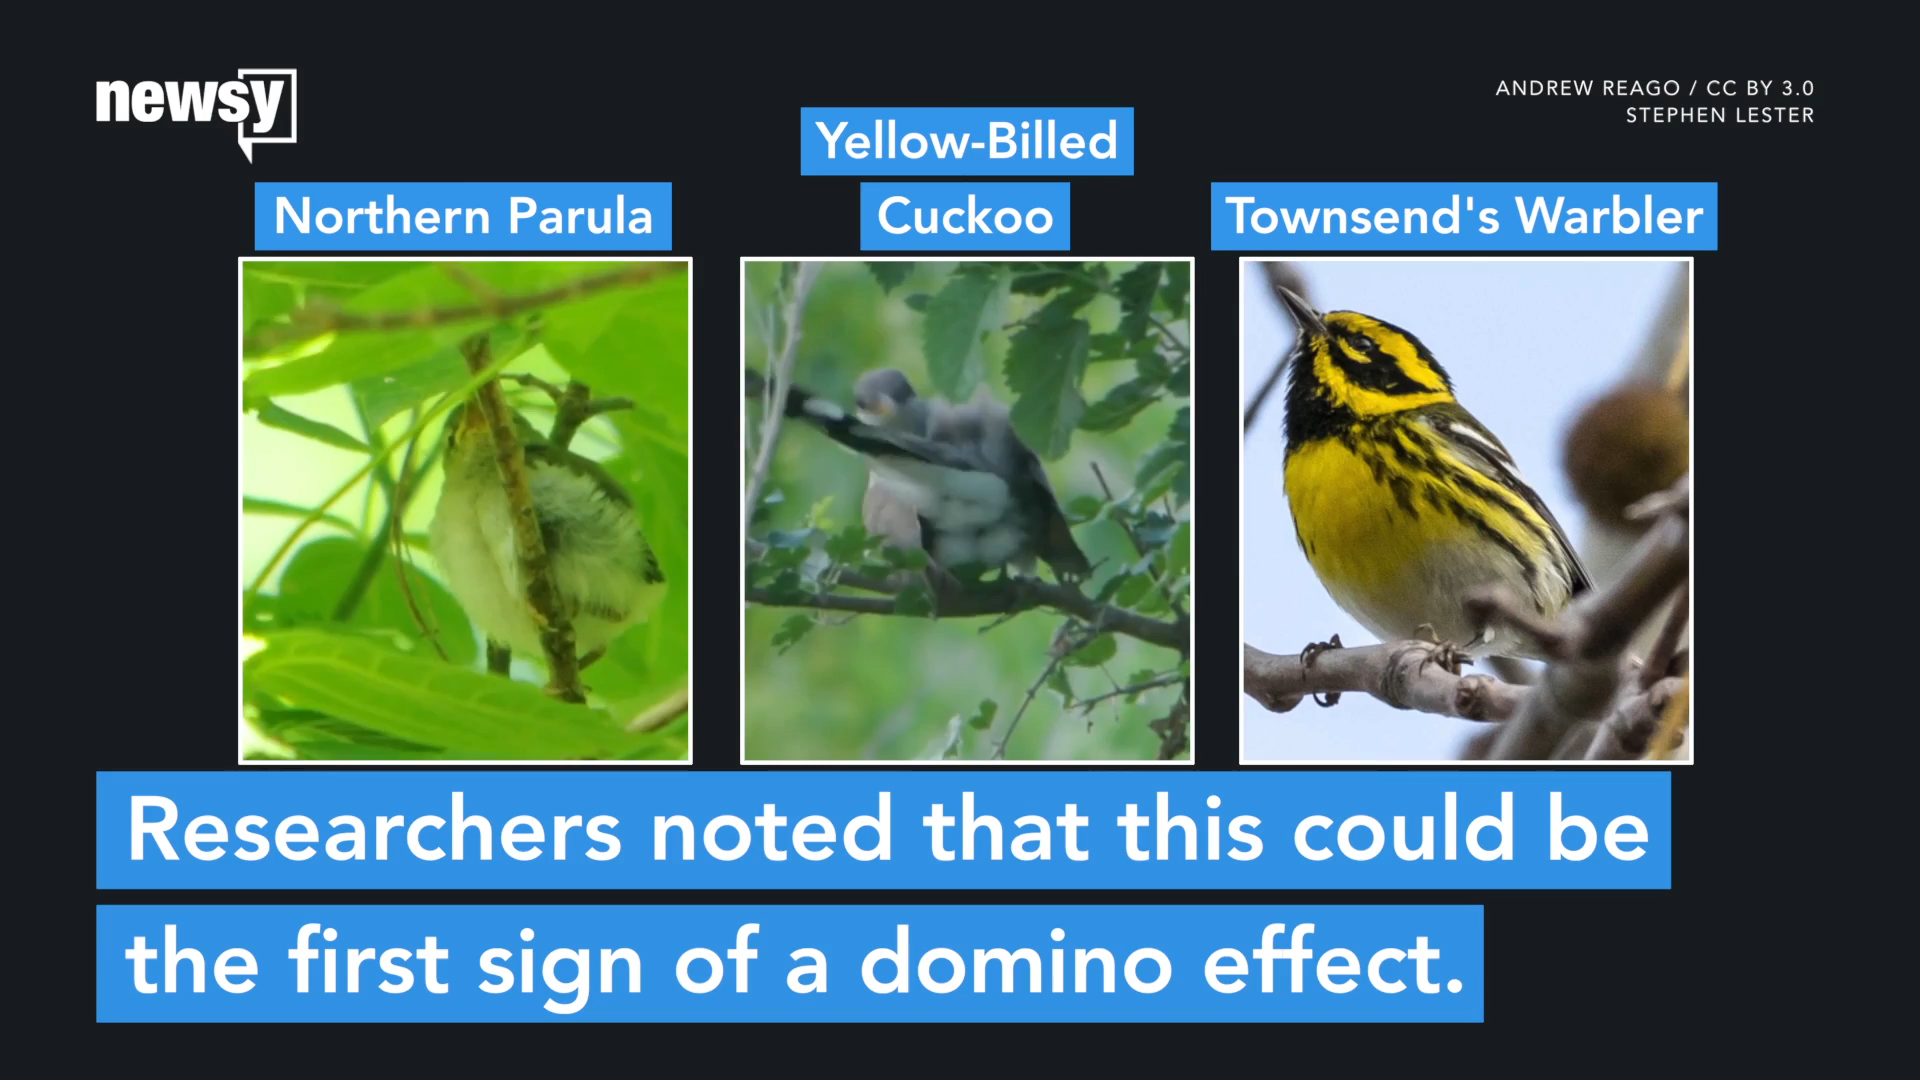 newsy
ANDREW REAGO / CC BY 3.0
STEPHEN LESTER
Northern Parula
Yellow-Billed
Cuckoo
Townsend's Warbler
Researchers noted that this could be
the first sign of a domino effect.